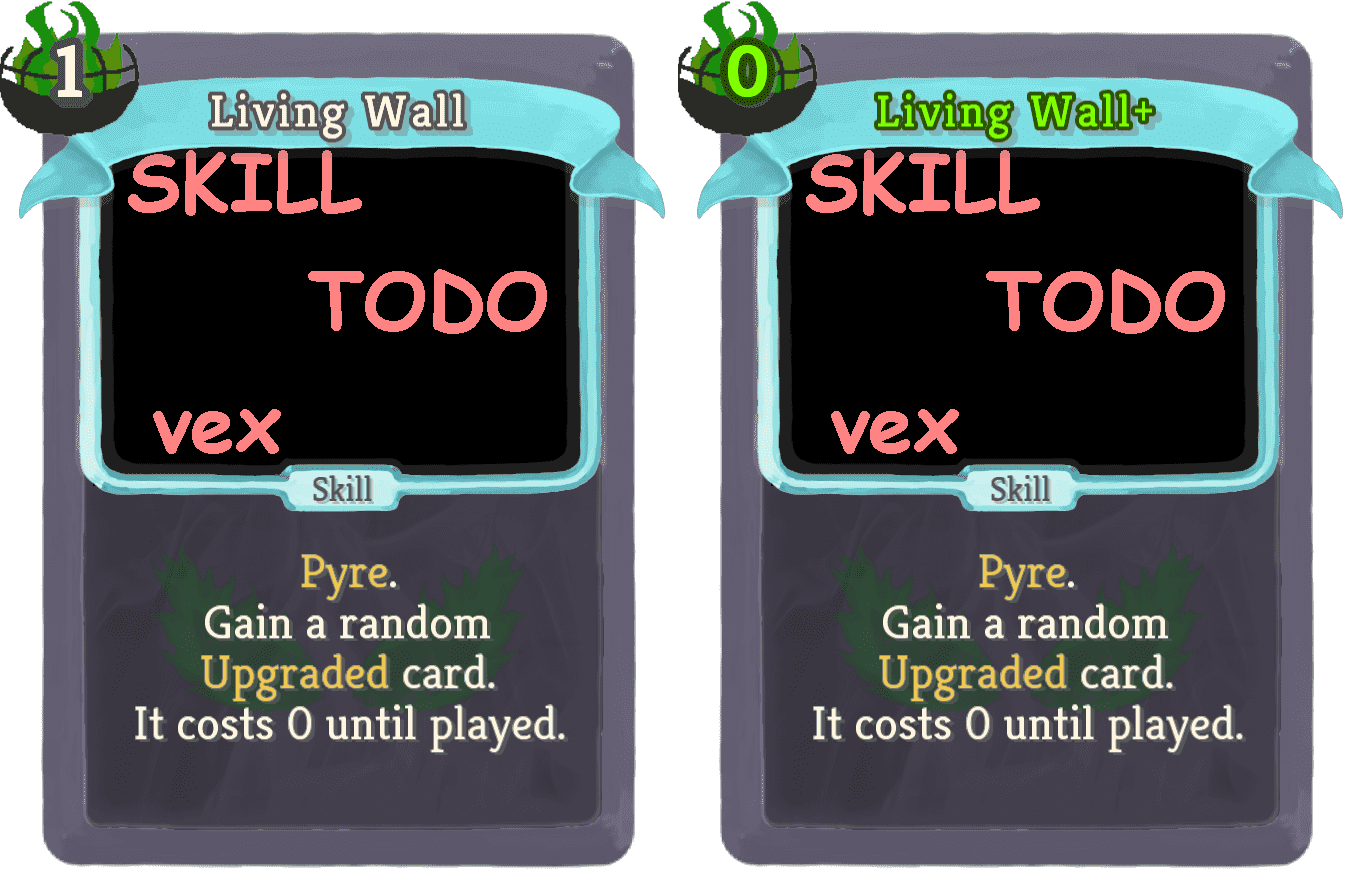 1
Living Wall
SKILL
TODO
vex
Skill
Pyre.
Gain a random
Upgraded card.
It costs 0 until played.
0
Living Wall+
SKILL
TODO
vex
Skill
Pyre.
Gain a random
Upgraded card.
It costs 0 until played.